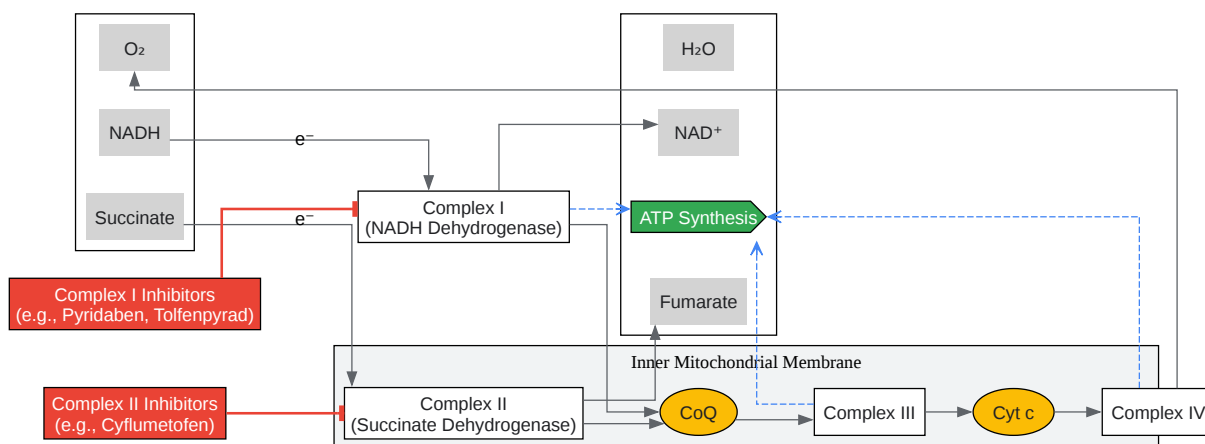 O₂
H₂O
NADH
e⁻
NAD⁺
Succinate
e⁻
Complex I
(NADH Dehydrogenase)
ATP Synthesis
Complex I Inhibitors
(e.g., Pyridaben, Tolfenpyrad)
Fumarate
Inner Mitochondrial Membrane
Complex II Inhibitors
(e.g., Cyflumetofen)
Complex II
(Succinate Dehydrogenase)
CoQ
Complex III
Cyt c
Complex IV